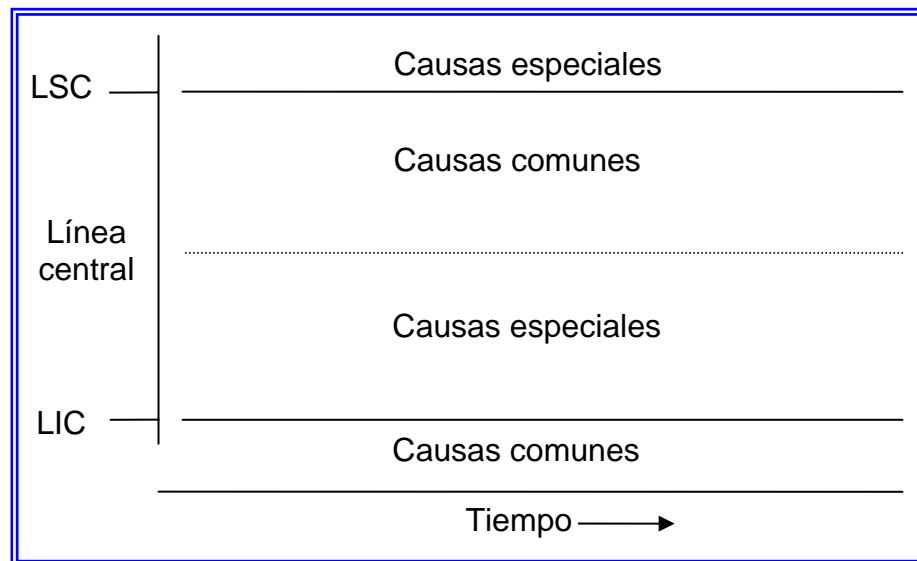 Causas especiales
LSC
Causas comunes
Línea
central
Causas especiales
LIC
Causas comunes
Tiempo